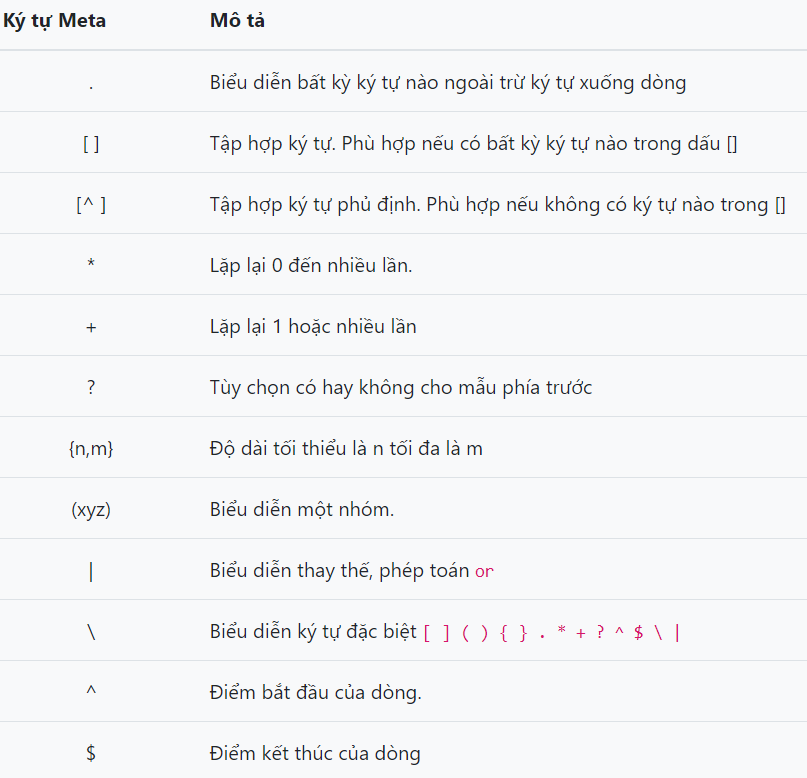 Ký tự Meta Mô tả
. Biểu diễn bất kỳ ký tự nào ngoài trừ ký tự xuống dòng
[ ] Tập hợp ký tự. Phù hợp nếu có bất kỳ ký tự nào trong dấu []
[^ ] Tập hợp ký tự phủ định. Phù hợp nếu không có ký tự nào trong []
* Lặp lại 0 đến nhiều lần.
+ Lặp lại 1 hoặc nhiều lần
? Tùy chọn có hay không cho mẫu phía trước
{n,m} Độ dài tối thiểu là n tối đa là m
(xyz) Biểu diễn một nhóm.
| Biểu diễn thay thế, phép toán or
\ Biểu diễn ký tự đặc biệt [ ] ( ) { } . * + ? ^ $ \ |
^ Điểm bắt đầu của dòng.
$ Điểm kết thúc của dòng